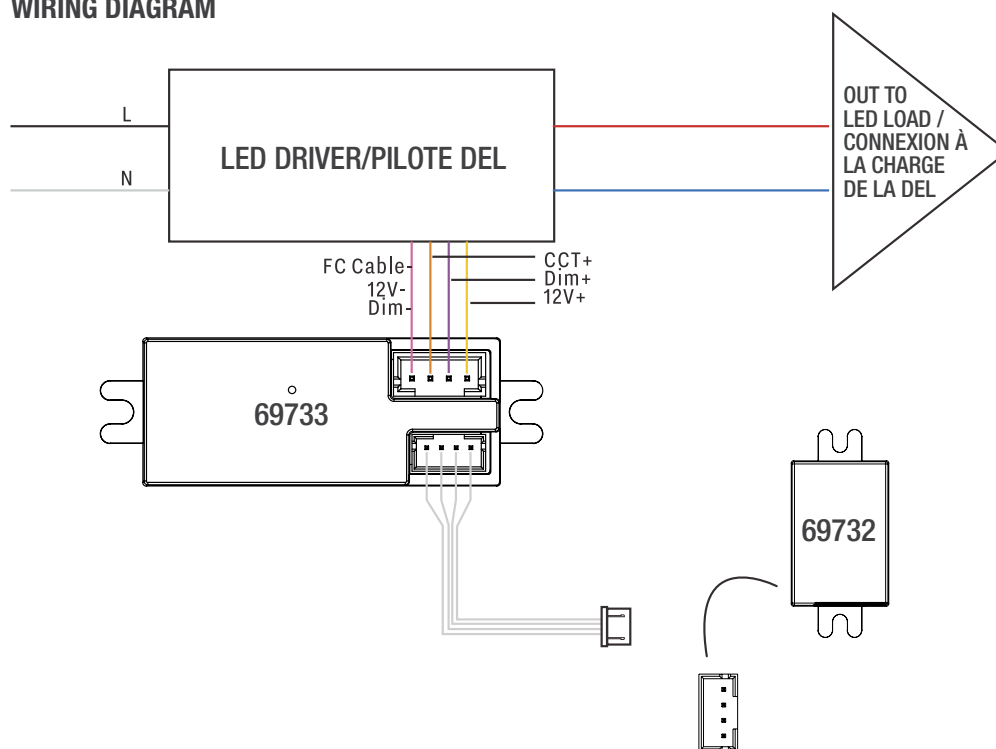 WIRING DIAGRAM
L
N
LED DRIVER/PILOTE DEL
OUT TO
LED LOAD /
CONNEXION À
LA CHARGE
DE LA DEL
FC Cable-
12V-
Dim-
CCT+
Dim+
12V+
69733
69732